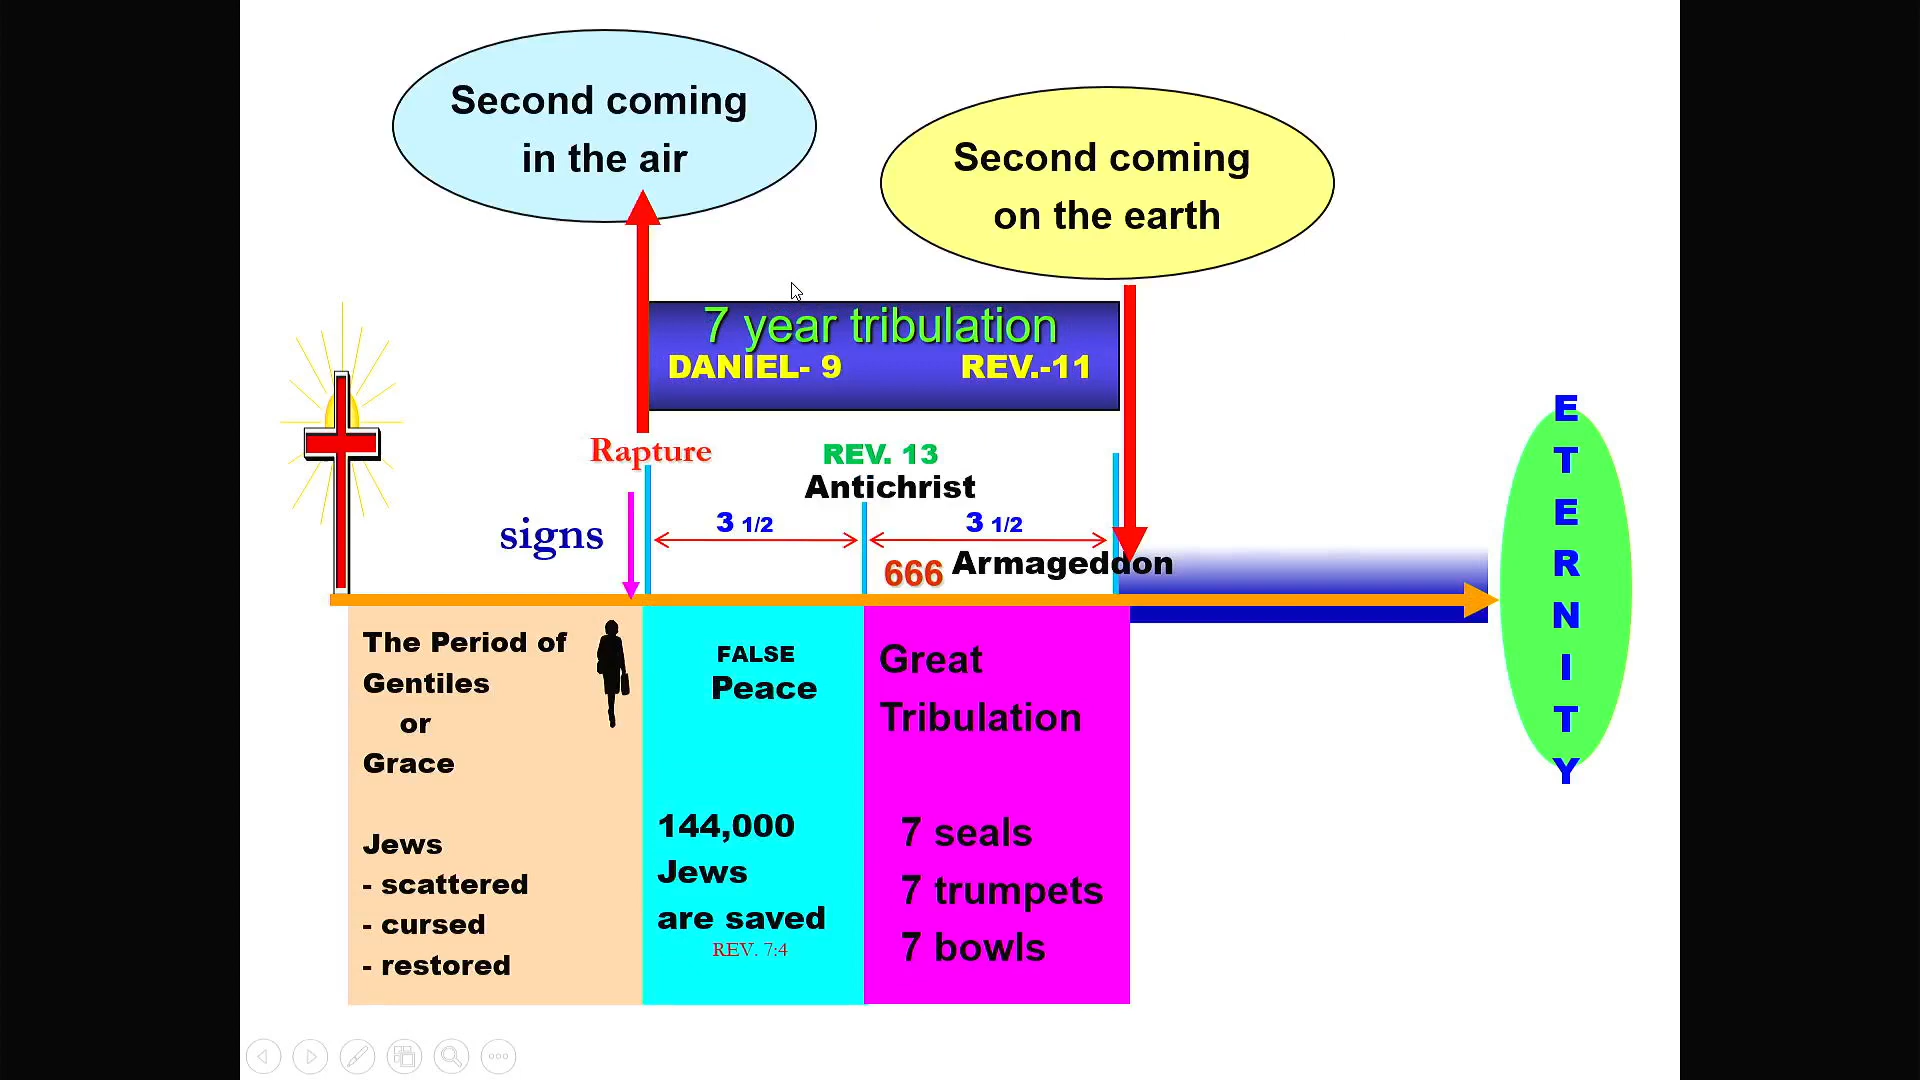 Second coming
in the air
Second coming
on the earth
7 year tribulation
DANIEL- 9 REV.-11
Rapture
REV. 13
Antichrist
signs
3 1/2
3 1/2
666
Armageddon
The Period of
Gentiles
or
Grace
Jews
- scattered
- cursed
- restored
FALSE
Peace
144,000
Jews
are saved
REV. 7:4
Great
Tribulation
7 seals
7 trumpets
7 bowls
E
T
E
R
N
I
T
Y